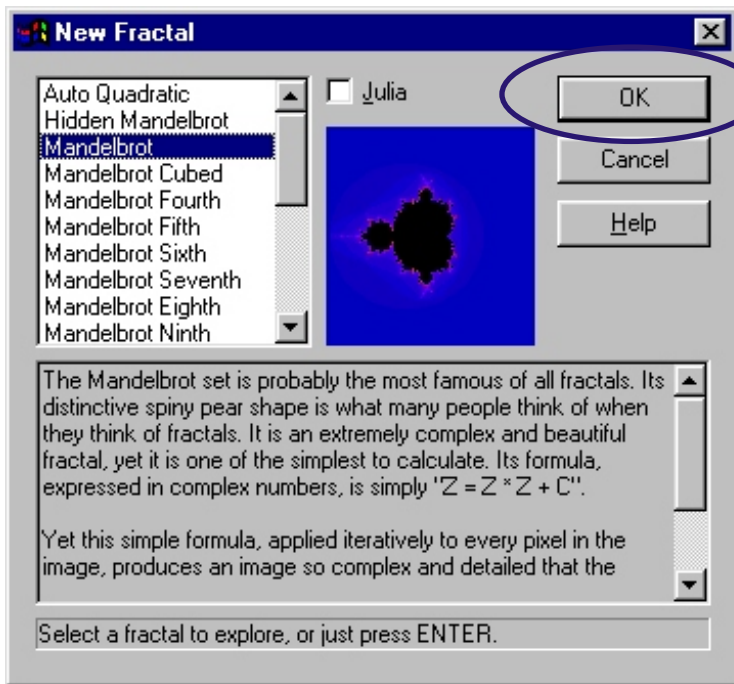 New Fractal
Auto Quadratic
Hidden Mandelbrot
Mandelbrot
Mandelbrot Cubed
Mandelbrot Fourth
Mandelbrot Fifth
Mandelbrot Sixth
Mandelbrot Seventh
Mandelbrot Eighth
Mandelbrot Ninth
Julia
OK
Cancel
Help
The Mandelbrot set is probably the most famous of all fractals. Its
distinctive spiny pear shape is what many people think of when
they think of fractals. It is an extremely complex and beautiful
fractal, yet it is one of the simplest to calculate. Its formula,
expressed in complex numbers, is simply "Z = Z * Z + C".
Yet this simple formula, applied iteratively to every pixel in the
image, produces an image so complex and detailed that the
Select a fractal to explore, or just press ENTER.